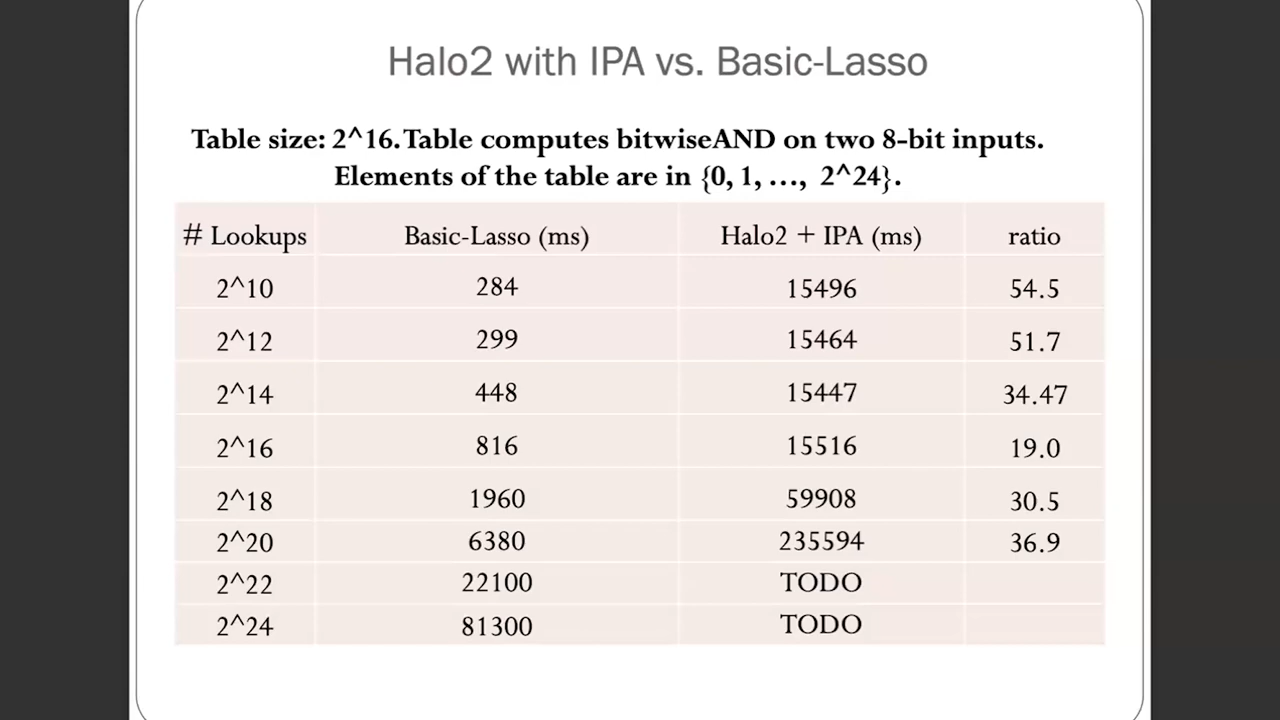 Halo2 with IPA vs. Basic-Lasso
Table size: 2^16. Table computes bitwiseAND on two 8-bit inputs.
Elements of the table are in {0, 1, …, 2^24}.
# Lookups Basic-Lasso (ms) Halo2 + IPA (ms) ratio
2^10 284 15496 54.5
2^12 299 15464 51.7
2^14 448 15447 34.47
2^16 816 15516 19.0
2^18 1960 59908 30.5
2^20 6380 235594 36.9
2^22 22100 TODO
2^24 81300 TODO